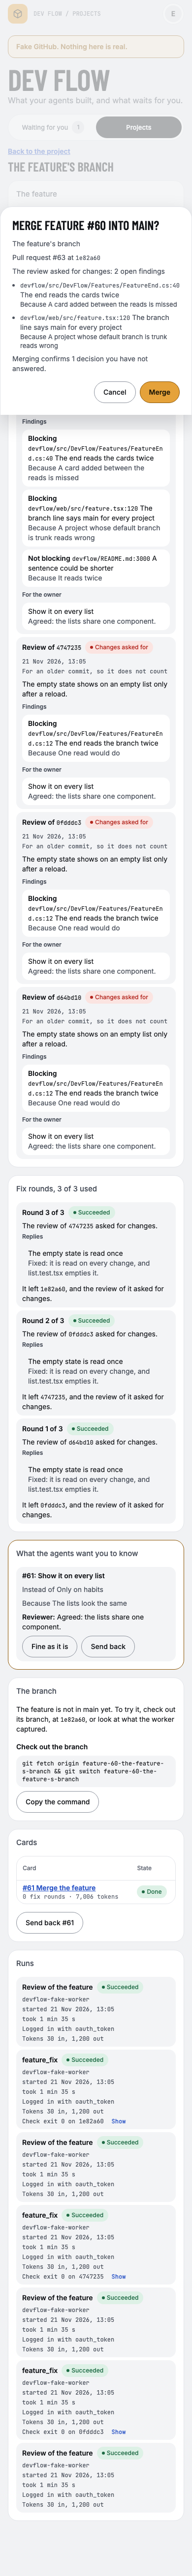 DEV FLOW / PROJECTS
E
Fake GitHub. Nothing here is real.
DEV FLOW
What your agents built, and what waits for you.
Waiting for you 1
Projects
Back to the project
THE FEATURE'S BRANCH
The feature
MERGE FEATURE #60 INTO MAIN?
The feature's branch
Pull request #63 at 1e82a60
The review asked for changes: 2 open findings
devflow/src/DevFlow/Features/FeatureEnd.cs:40
The end reads the cards twice
Because A card added between the reads is missed
devflow/web/src/feature.tsx:120 The branch
line says main for every project
Because A project whose default branch is trunk
reads wrong
Merging confirms 1 decision you have not
answered.
Cancel
Merge
Findings
Blocking
devflow/src/DevFlow/Features/FeatureEn
d.cs:40 The end reads the cards twice
Because A card added between the
reads is missed
Blocking
devflow/web/src/feature.tsx:120 The
branch line says main for every project
Because A project whose default branch
is trunk reads wrong
Not blocking devflow/README.md:3000 A
sentence could be shorter
Because It reads twice
For the owner
Show it on every list
Agreed: the lists share one component.
Review of 4747235 Changes asked for
21 Nov 2026, 13:05
For an older commit, so it does not count
The empty state shows on an empty list only
after a reload.
Findings
Blocking
devflow/src/DevFlow/Features/FeatureEn
d.cs:12 The end reads the branch twice
Because One read would do
For the owner
Show it on every list
Agreed: the lists share one component.
Review of 0fdddc3 Changes asked for
21 Nov 2026, 13:05
For an older commit, so it does not count
The empty state shows on an empty list only
after a reload.
Findings
Blocking
devflow/src/DevFlow/Features/FeatureEn
d.cs:12 The end reads the branch twice
Because One read would do
For the owner
Show it on every list
Agreed: the lists share one component.
Review of d64bd10 Changes asked for
21 Nov 2026, 13:05
For an older commit, so it does not count
The empty state shows on an empty list only
after a reload.
Findings
Blocking
devflow/src/DevFlow/Features/FeatureEn
d.cs:12 The end reads the branch twice
Because One read would do
For the owner
Show it on every list
Agreed: the lists share one component.
Fix rounds, 3 of 3 used
Round 3 of 3 Succeeded
The review of 4747235 asked for changes.
Replies
The empty state is read once
Fixed: it is read on every change, and
list.test.tsx empties it.
It left 1e82a60, and the review of it asked for
changes.
Round 2 of 3 Succeeded
The review of 0fdddc3 asked for changes.
Replies
The empty state is read once
Fixed: it is read on every change, and
list.test.tsx empties it.
It left 4747235, and the review of it asked for
changes.
Round 1 of 3 Succeeded
The review of d64bd10 asked for changes.
Replies
The empty state is read once
Fixed: it is read on every change, and
list.test.tsx empties it.
It left 0fdddc3, and the review of it asked for
changes.
What the agents want you to know
#61: Show it on every list
Instead of Only on habits
Because The lists look the same
Reviewer: Agreed: the lists share one
component.
Fine as it is
Send back
The branch
The feature is not in main yet. To try it, check out
its branch, at 1e82a60, or look at what the worker
captured.
Check out the branch
git fetch origin feature-60-the-feature-
s-branch && git switch feature-60-the-
feature-s-branch
Copy the command
Cards
Card State
#61 Merge the feature Done
0 fix rounds · 7,006 tokens
Send back #61
Runs
Review of the feature Succeeded
devflow-fake-worker
started 21 Nov 2026, 13:05
took 1 min 35 s
Logged in with oauth_token
Tokens 30 in, 1,200 out
feature_fix Succeeded
devflow-fake-worker
started 21 Nov 2026, 13:05
took 1 min 35 s
Logged in with oauth_token
Tokens 30 in, 1,200 out
Check exit 0 on 1e82a60 Show
Review of the feature Succeeded
devflow-fake-worker
started 21 Nov 2026, 13:05
took 1 min 35 s
Logged in with oauth_token
Tokens 30 in, 1,200 out
feature_fix Succeeded
devflow-fake-worker
started 21 Nov 2026, 13:05
took 1 min 35 s
Logged in with oauth_token
Tokens 30 in, 1,200 out
Check exit 0 on 4747235 Show
Review of the feature Succeeded
devflow-fake-worker
started 21 Nov 2026, 13:05
took 1 min 35 s
Logged in with oauth_token
Tokens 30 in, 1,200 out
feature_fix Succeeded
devflow-fake-worker
started 21 Nov 2026, 13:05
took 1 min 35 s
Logged in with oauth_token
Tokens 30 in, 1,200 out
Check exit 0 on 0fdddc3 Show
Review of the feature Succeeded
devflow-fake-worker
started 21 Nov 2026, 13:05
took 1 min 35 s
Logged in with oauth_token
Tokens 30 in, 1,200 out